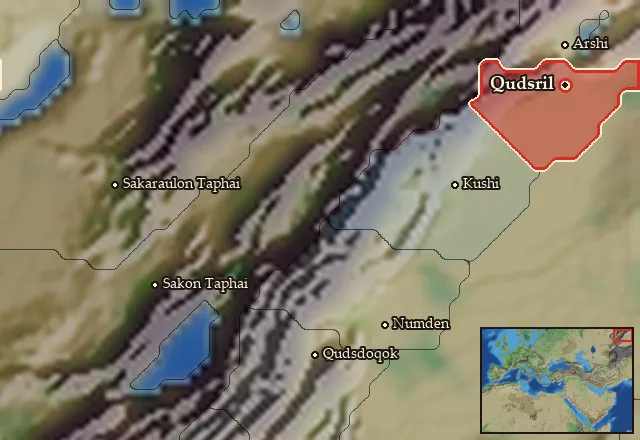 Arshi
Qudsril
Sakaraulon Taphai
Kushi
Sakon Taphai
Numden
Qudsdoqok